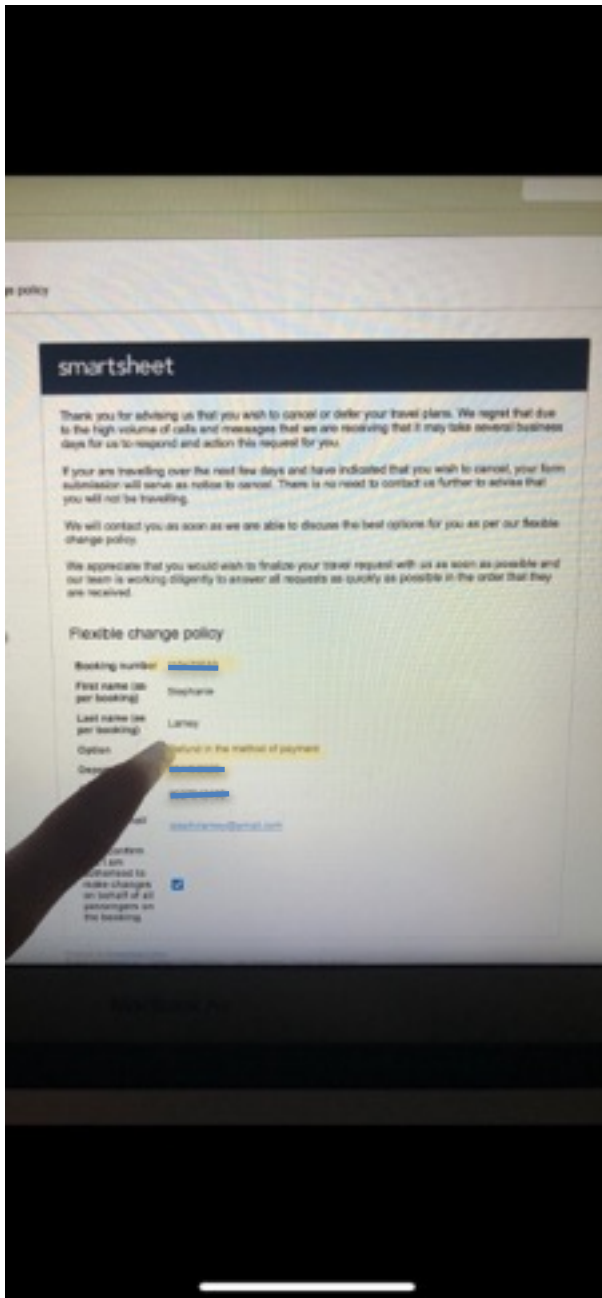 ge policy
smartsheet
Thank you for advising us that you wish to cancel or defer your travel plans. We regret that due
to the high volume of calls and messages that we are receiving that it may take several business
days for us to respond and action this request for you.
If your are travelling over the next few days and have indicated that you wish to cancel, your form
submission will serve as notice to cancel. There is no need to contact us further to advise that
you will not be travelling.
We will contact you as soon as we are able to discuss the best options for you as per our flexible
change policy.
We appreciate that you would wish to finalize your travel request with us as soon as possible and
our team is working diligently to answer all requests as quickly as possible in the order that they
are received.
Flexible change policy
Booking number
First name (as
per booking) Stephanie
Last name (as
per booking) Lamey
Option Refund in the method of payment
confirm
I am
authorised to
make changes
on behalf of all
passengers on
the booking